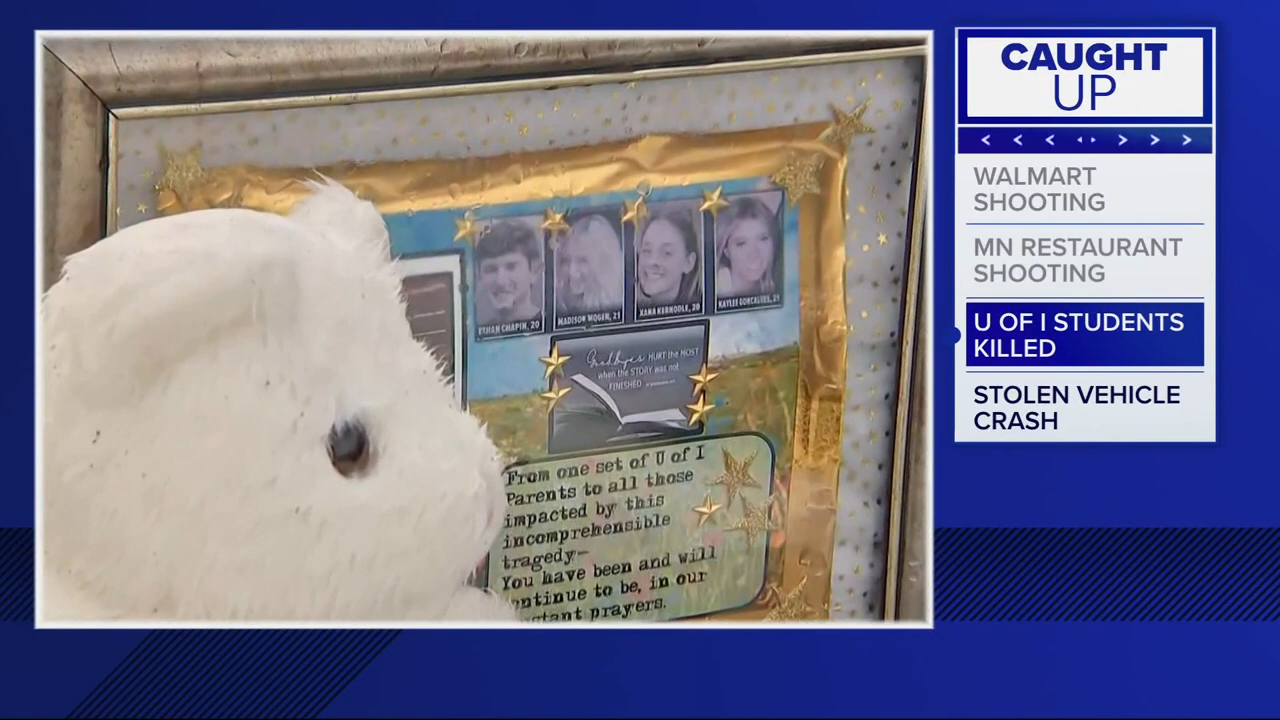 CAUGHT
UP
WALMART
SHOOTING
MN RESTAURANT
SHOOTING
U OF I STUDENTS
KILLED
STOLEN VEHICLE
CRASH
ETHAN CHAPIN, 20
MADISON MOGEN, 21
XANA KERNODLE, 20
KAYLEE GONCALVES, 21
Goodbyes HURT the MOST
when the STORY was not
FINISHED
From one set of U of I
Parents to all those
impacted by this
incomprehensible
tragedy—
You have been and will
ontinue to be, in our
stant prayers.